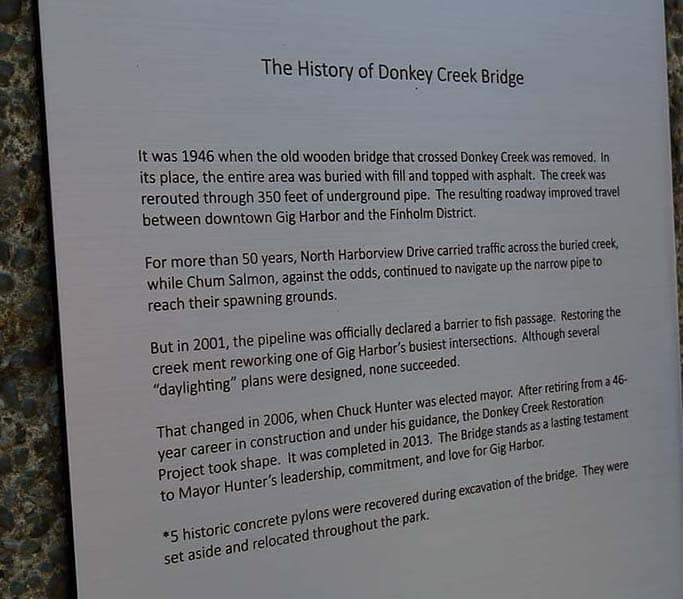 The History of Donkey Creek Bridge
It was 1946 when the old wooden bridge that crossed Donkey Creek was removed. In
its place, the entire area was buried with fill and topped with asphalt. The creek was
rerouted through 350 feet of underground pipe. The resulting roadway improved travel
between downtown Gig Harbor and the Finholm District.
For more than 50 years, North Harborview Drive carried traffic across the buried creek,
while Chum Salmon, against the odds, continued to navigate up the narrow pipe to
reach their spawning grounds.
But in 2001, the pipeline was officially declared a barrier to fish passage. Restoring the
creek ment reworking one of Gig Harbor's busiest intersections. Although several
"daylighting" plans were designed, none succeeded.
That changed in 2006, when Chuck Hunter was elected mayor. After retiring from a 46-
year career in construction and under his guidance, the Donkey Creek Restoration
Project took shape. It was completed in 2013. The Bridge stands as a lasting testament
to Mayor Hunter's leadership, commitment, and love for Gig Harbor.
*5 historic concrete pylons were recovered during excavation of the bridge. They were
set aside and relocated throughout the park.